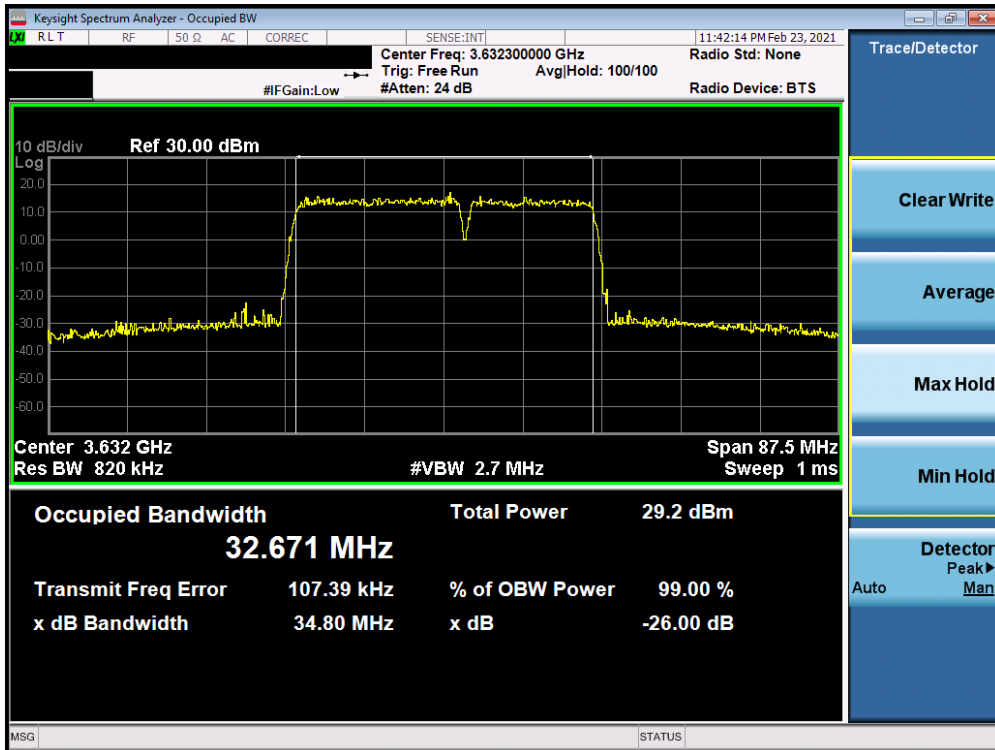 Keysight Spectrum Analyzer - Occupied BW
LXI RLT RF 50 Ω AC CORREC SENSE:INT 11:42:14 PM Feb 23, 2021
Center Freq: 3.632300000 GHz Radio Std: None
Trig: Free Run Avg|Hold: 100/100
#IFGain:Low #Atten: 24 dB Radio Device: BTS
10 dB/div Ref 30.00 dBm
Log
20.0
10.0
0.00
-10.0
-20.0
-30.0
-40.0
-50.0
-60.0
Center 3.632 GHz Span 87.5 MHz
Res BW 820 kHz #VBW 2.7 MHz Sweep 1 ms
Occupied Bandwidth Total Power 29.2 dBm
32.671 MHz
Transmit Freq Error 107.39 kHz % of OBW Power 99.00 %
x dB Bandwidth 34.80 MHz x dB -26.00 dB
MSG STATUS
Trace/Detector
Clear Write
Average
Max Hold
Min Hold
Detector
Peak▶
Auto Man